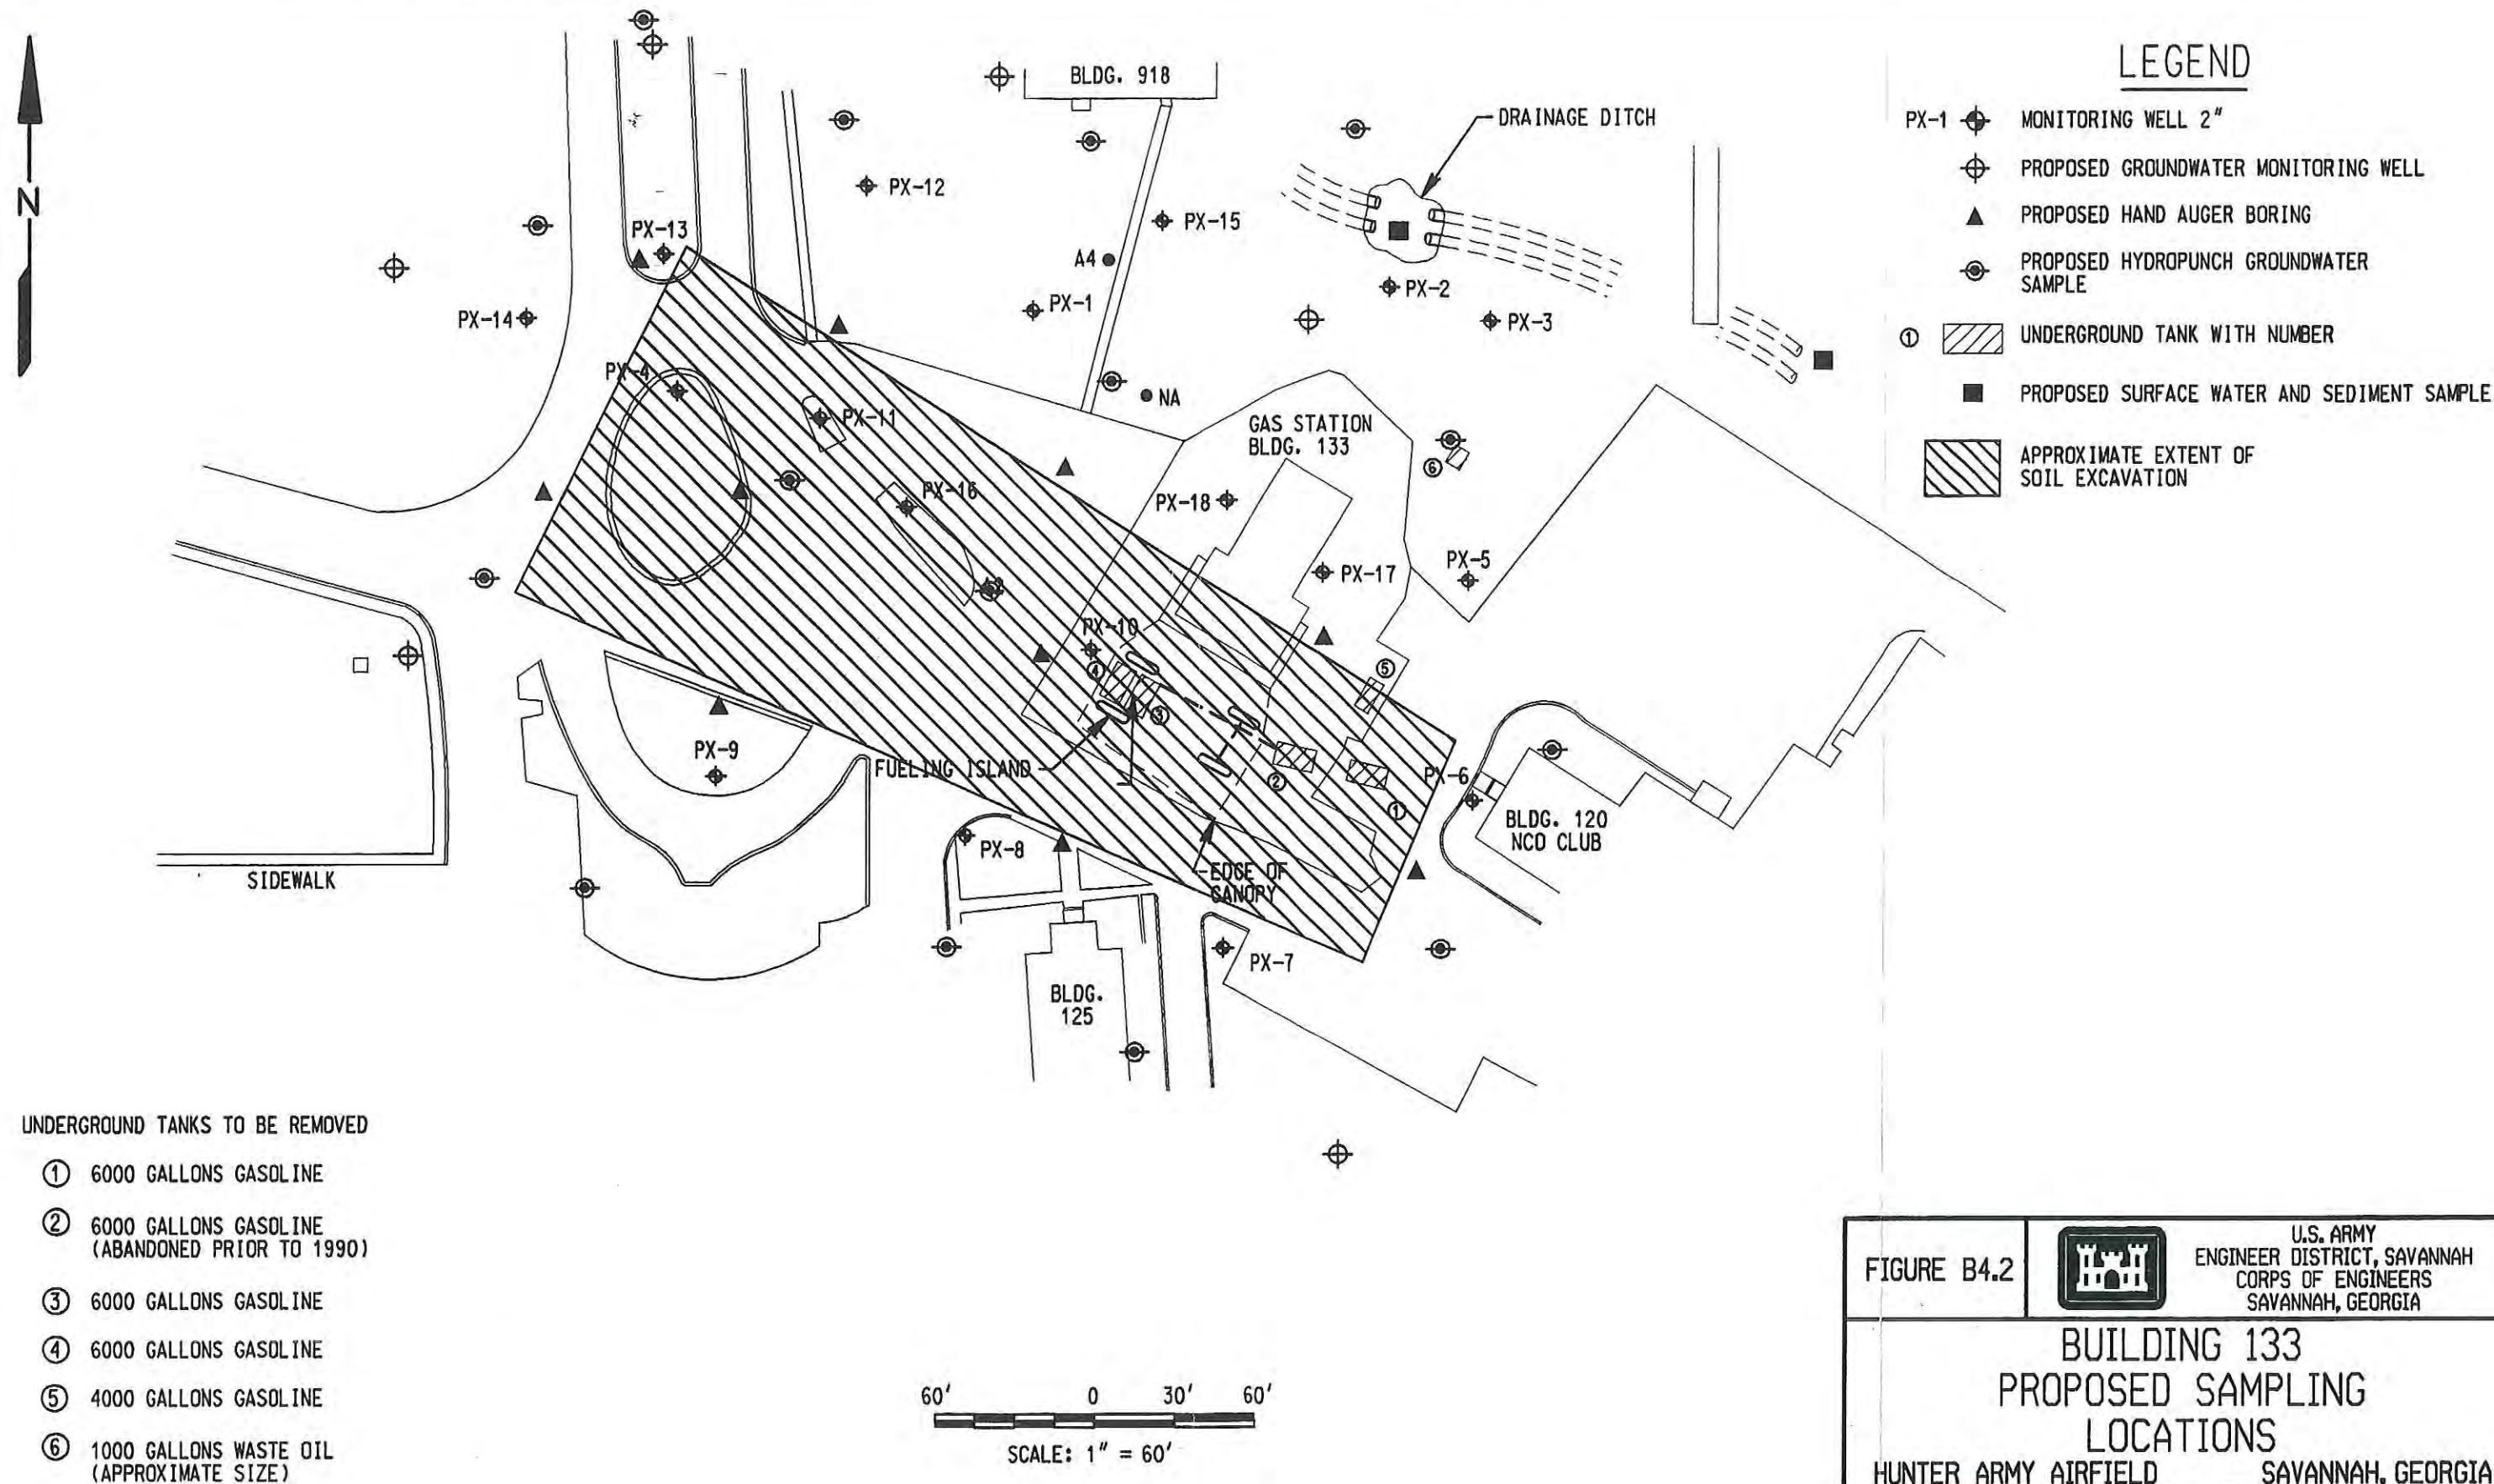 LEGEND
PX-1 MONITORING WELL 2"
PROPOSED GROUNDWATER MONITORING WELL
PROPOSED HAND AUGER BORING
PROPOSED HYDROPUNCH GROUNDWATER
SAMPLE
1 UNDERGROUND TANK WITH NUMBER
PROPOSED SURFACE WATER AND SEDIMENT SAMPLE
APPROXIMATE EXTENT OF
SOIL EXCAVATION
N
BLDG. 918
DRAINAGE DITCH
PX-12
PX-15
PX-13
A4
PX-2
PX-1
PX-14
PX-3
PX-4
NA
PX-11
GAS STATION
BLDG. 133
6
PX-16
PX-18
PX-5
PX-17
PX-10
4
5
3
PX-9
FUELING ISLAND
2
PX-6
1
BLDG. 120
NCO CLUB
PX-8
EDGE OF
CANOPY
SIDEWALK
PX-7
BLDG.
125
UNDERGROUND TANKS TO BE REMOVED
1 6000 GALLONS GASOLINE
2 6000 GALLONS GASOLINE
(ABANDONED PRIOR TO 1990)
3 6000 GALLONS GASOLINE
4 6000 GALLONS GASOLINE
5 4000 GALLONS GASOLINE
6 1000 GALLONS WASTE OIL
(APPROXIMATE SIZE)
60' 0 30' 60'
SCALE: 1" = 60'
FIGURE B4.2
U.S. ARMY
ENGINEER DISTRICT, SAVANNAH
CORPS OF ENGINEERS
SAVANNAH, GEORGIA
BUILDING 133
PROPOSED SAMPLING
LOCATIONS
HUNTER ARMY AIRFIELD SAVANNAH, GEORGIA